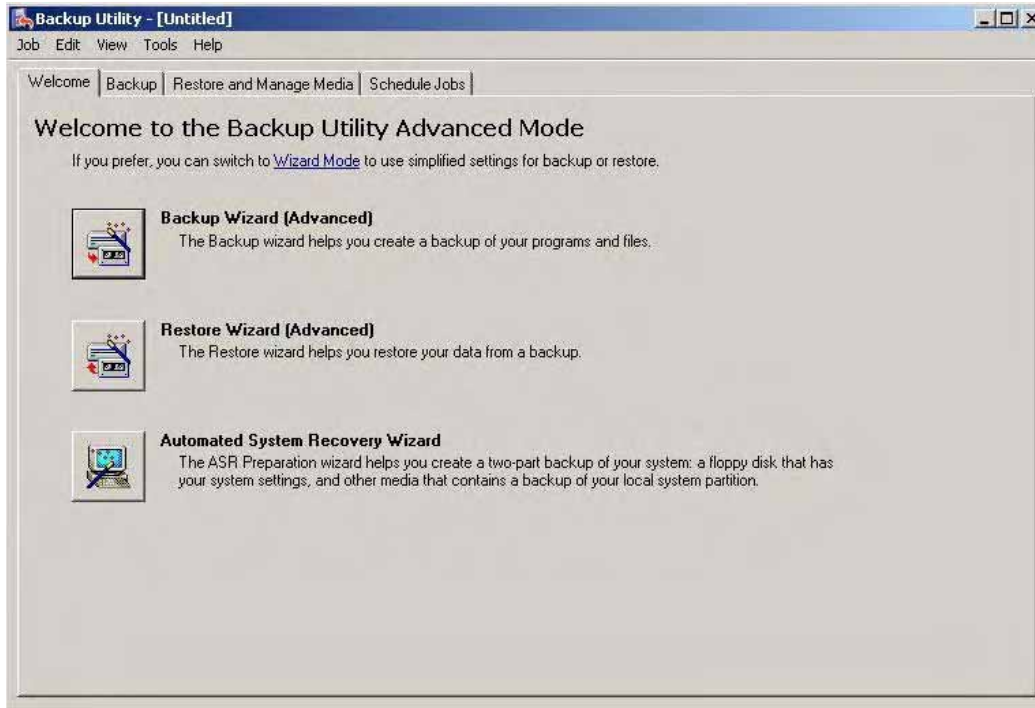 Backup Utility - [Untitled]
Job Edit View Tools Help
Welcome Backup Restore and Manage Media Schedule Jobs
Welcome to the Backup Utility Advanced Mode
If you prefer, you can switch to Wizard Mode to use simplified settings for backup or restore.
Backup Wizard (Advanced)
The Backup wizard helps you create a backup of your programs and files.
Restore Wizard (Advanced)
The Restore wizard helps you restore your data from a backup.
Automated System Recovery Wizard
The ASR Preparation wizard helps you create a two-part backup of your system: a floppy disk that has
your system settings, and other media that contains a backup of your local system partition.